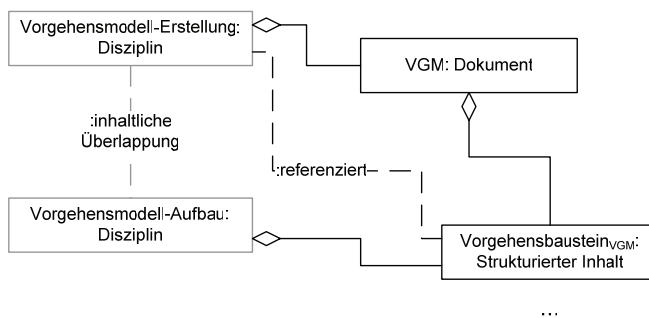 Vorgehensmodell-Erstellung:
Disziplin
VGM: Dokument
:inhaltliche
Überlappung
:referenziert
Vorgehensmodell-Aufbau:
Disziplin
VorgehensbausteinVGM:
Strukturierter Inhalt
...